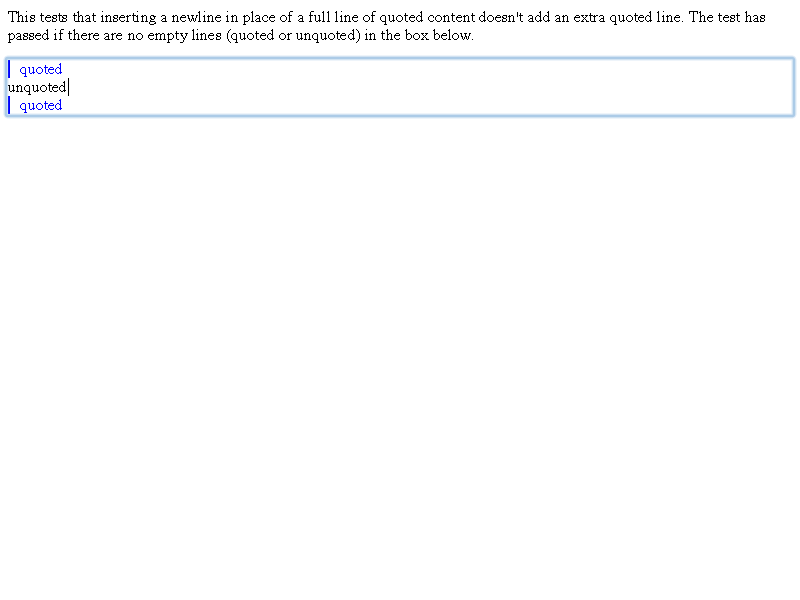 This tests that inserting a newline in place of a full line of quoted content doesn't add an extra quoted line. The test has
passed if there are no empty lines (quoted or unquoted) in the box below.
quoted
unquoted
quoted